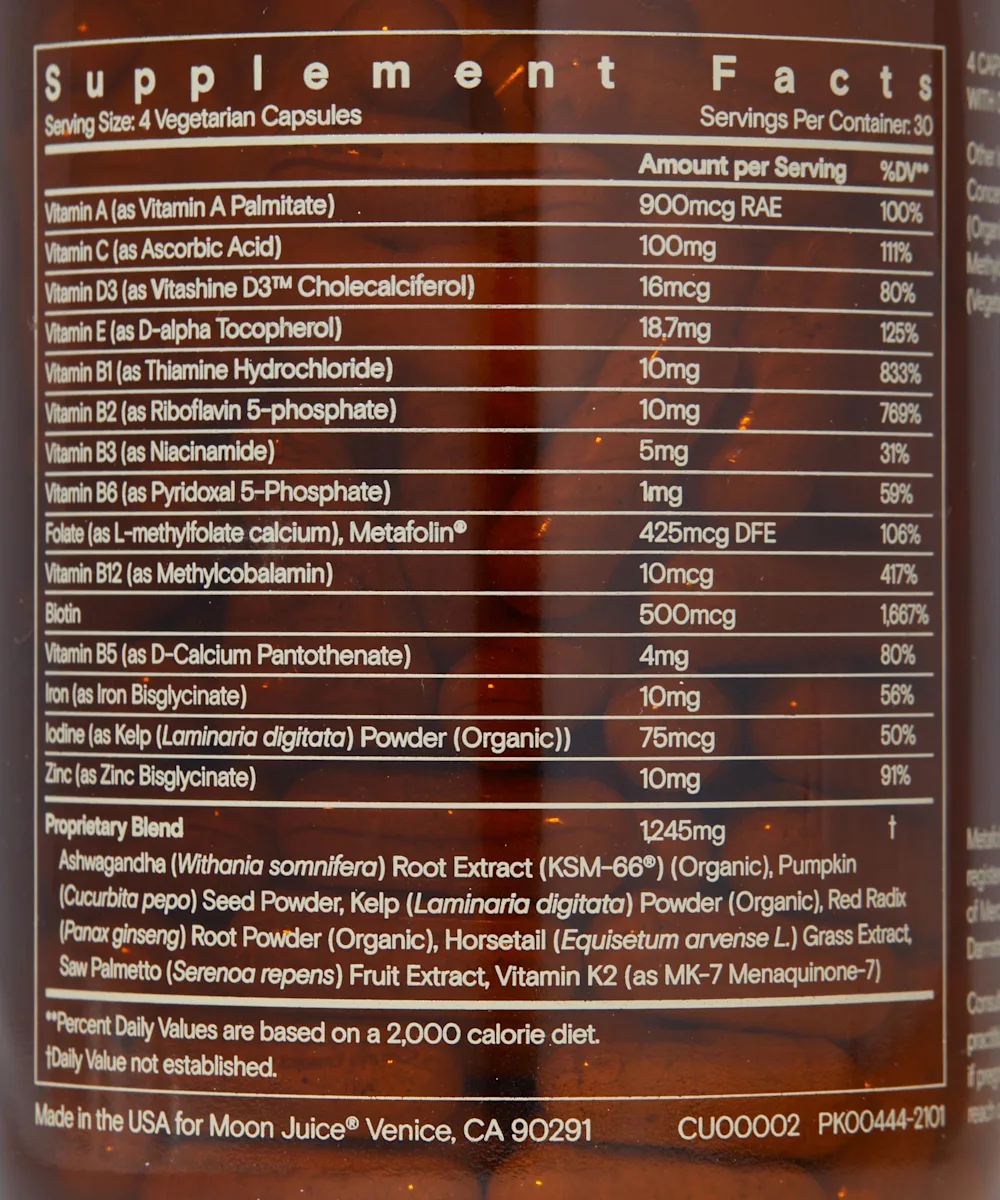 Supplement Facts
Serving Size: 4 Vegetarian Capsules Servings Per Container: 30
Amount per Serving %DV**
Vitamin A (as Vitamin A Palmitate) 900mcg RAE 100%
Vitamin C (as Ascorbic Acid) 100mg 111%
Vitamin D3 (as Vitashine D3™ Cholecalciferol) 16mcg 80%
Vitamin E (as D-alpha Tocopherol) 18.7mg 125%
Vitamin B1 (as Thiamine Hydrochloride) 10mg 833%
Vitamin B2 (as Riboflavin 5-phosphate) 10mg 769%
Vitamin B3 (as Niacinamide) 5mg 31%
Vitamin B6 (as Pyridoxal 5-Phosphate) 1mg 59%
Folate (as L-methylfolate calcium), Metafolin® 425mcg DFE 106%
Vitamin B12 (as Methylcobalamin) 10mcg 417%
Biotin 500mcg 1,667%
Vitamin B5 (as D-Calcium Pantothenate) 4mg 80%
Iron (as Iron Bisglycinate) 10mg 56%
Iodine (as Kelp (Laminaria digitata) Powder (Organic)) 75mcg 50%
Zinc (as Zinc Bisglycinate) 10mg 91%
Proprietary Blend 1,245mg †
Ashwagandha (Withania somnifera) Root Extract (KSM-66®) (Organic), Pumpkin
(Cucurbita pepo) Seed Powder, Kelp (Laminaria digitata) Powder (Organic), Red Radix
(Panax ginseng) Root Powder (Organic), Horsetail (Equisetum arvense L.) Grass Extract,
Saw Palmetto (Serenoa repens) Fruit Extract, Vitamin K2 (as MK-7 Menaquinone-7)
**Percent Daily Values are based on a 2,000 calorie diet.
†Daily Value not established.
Made in the USA for Moon Juice® Venice, CA 90291 CU00002 PK00444-2101